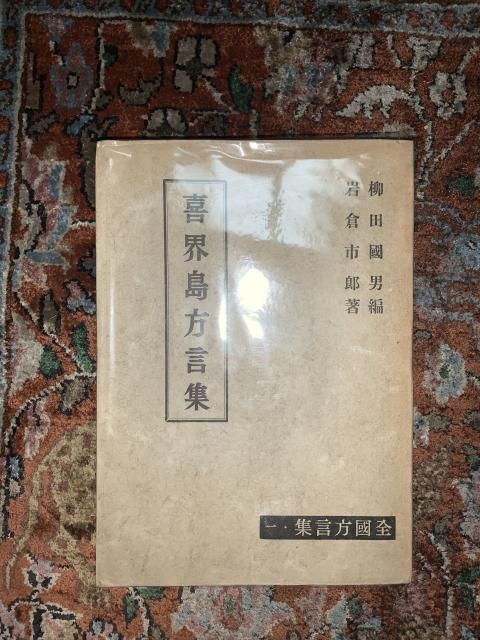 柳田國男編
岩倉市郎著
喜界島方言集
全國方言集・一